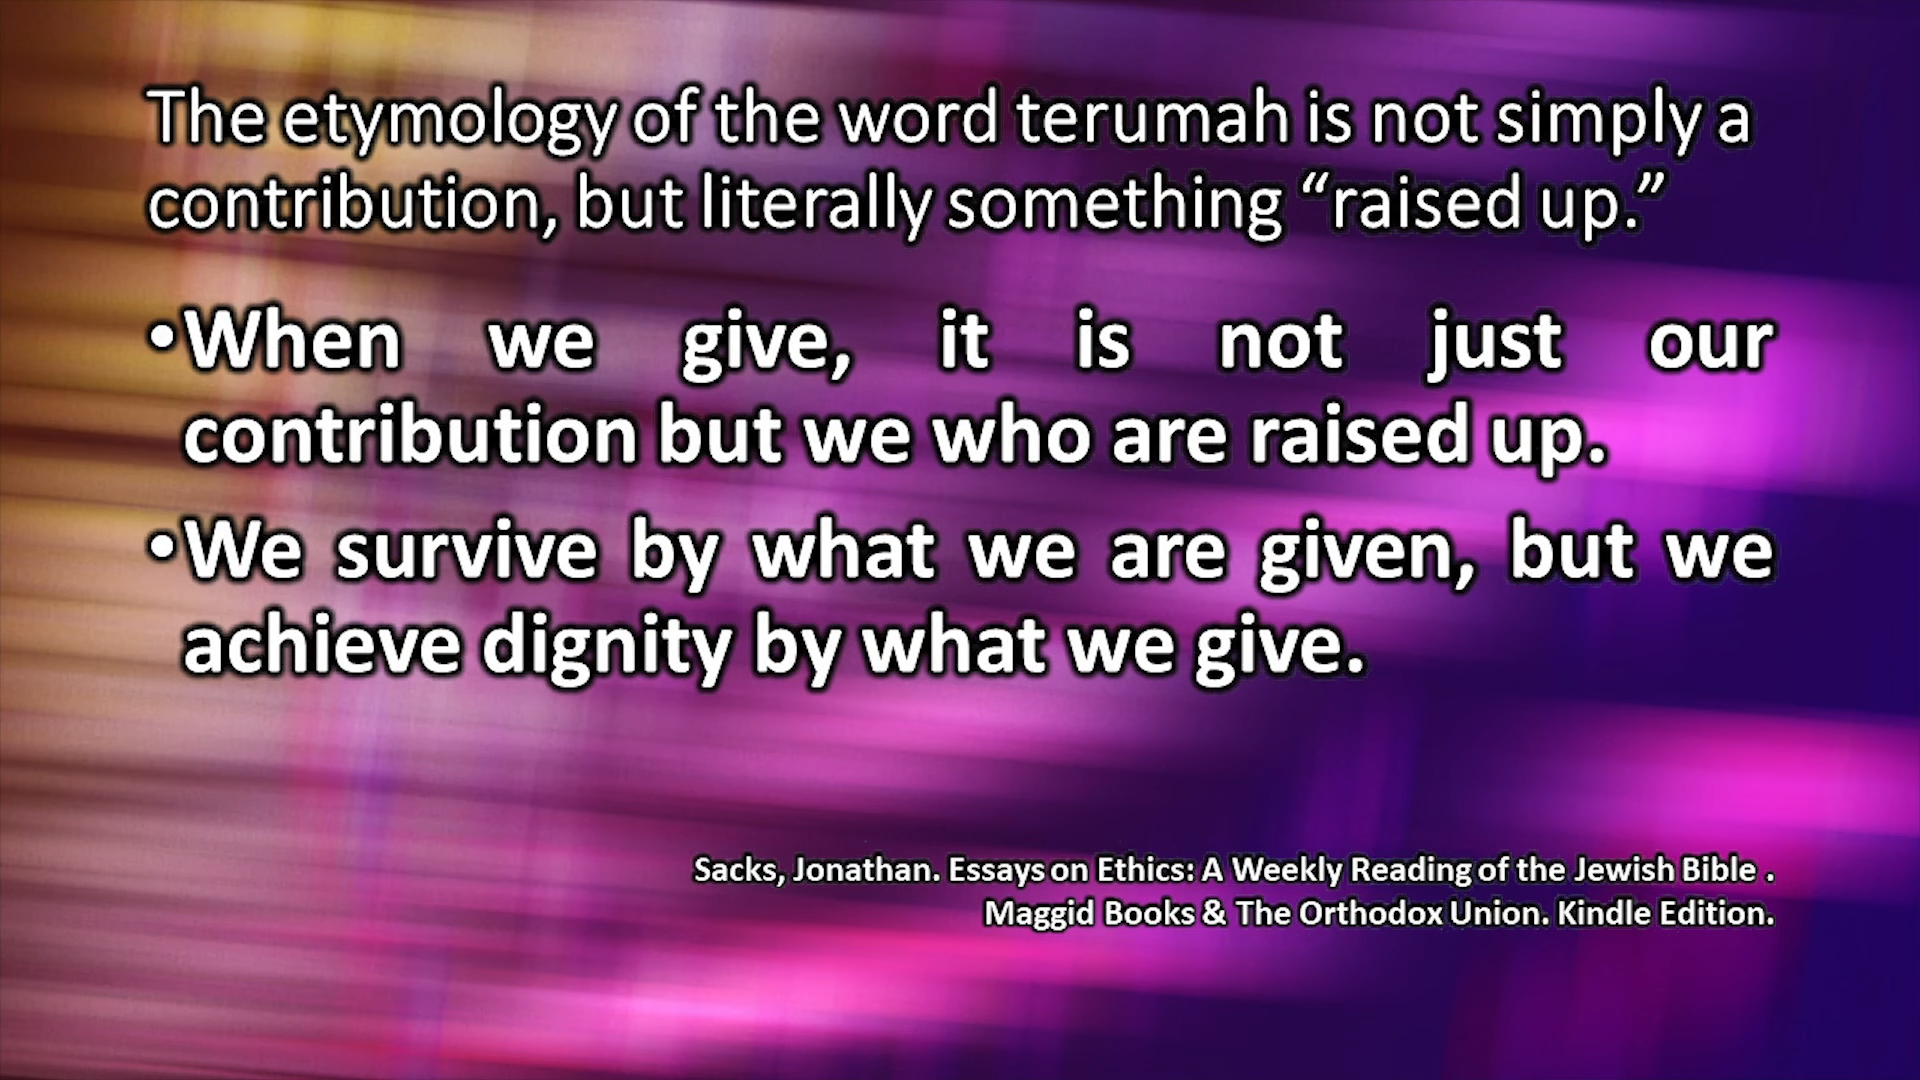 The etymology of the word terumah is not simply a
contribution, but literally something “raised up.”
•When we give, it is not just our
contribution but we who are raised up.
•We survive by what we are given, but we
achieve dignity by what we give.
Sacks, Jonathan. Essays on Ethics: A Weekly Reading of the Jewish Bible .
Maggid Books & The Orthodox Union. Kindle Edition.